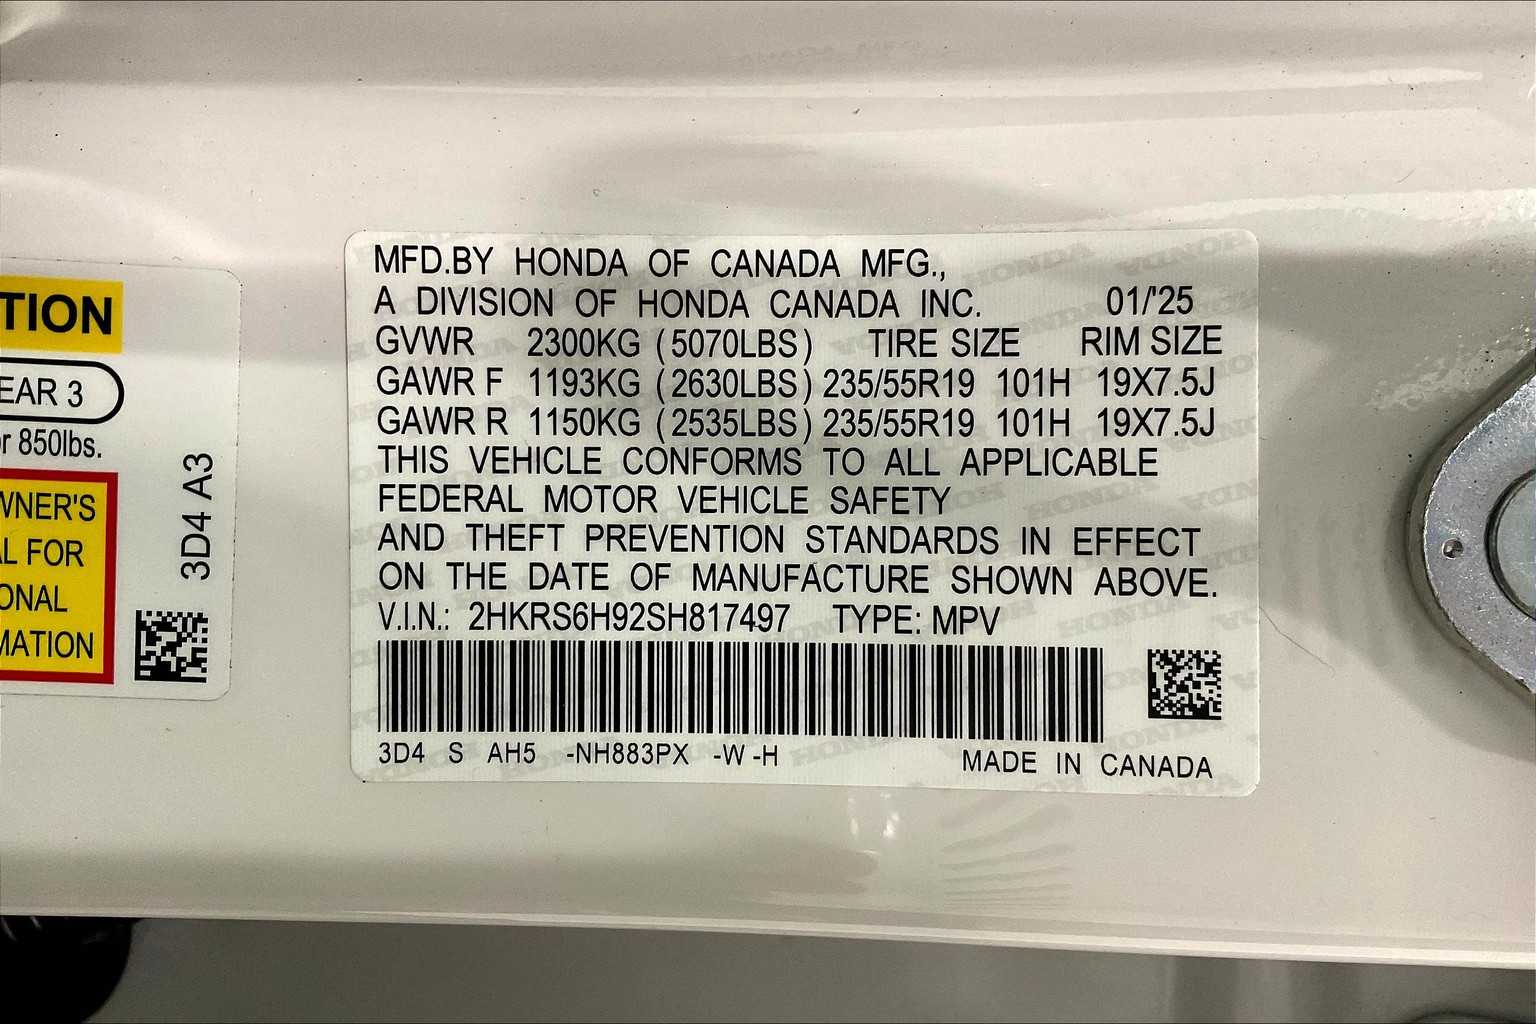 TION
EAR 3
or 850lbs.
WNER'S
AL FOR
ONAL
MATION
3D4 A3
MFD.BY HONDA OF CANADA MFG.,
A DIVISION OF HONDA CANADA INC. 01/'25
GVWR 2300KG (5070LBS) TIRE SIZE RIM SIZE
GAWR F 1193KG (2630LBS) 235/55R19 101H 19X7.5J
GAWR R 1150KG (2535LBS) 235/55R19 101H 19X7.5J
THIS VEHICLE CONFORMS TO ALL APPLICABLE
FEDERAL MOTOR VEHICLE SAFETY
AND THEFT PREVENTION STANDARDS IN EFFECT
ON THE DATE OF MANUFACTURE SHOWN ABOVE.
V.I.N.: 2HKRS6H92SH817497 TYPE: MPV
3D4 S AH5 -NH883PX -W -H MADE IN CANADA